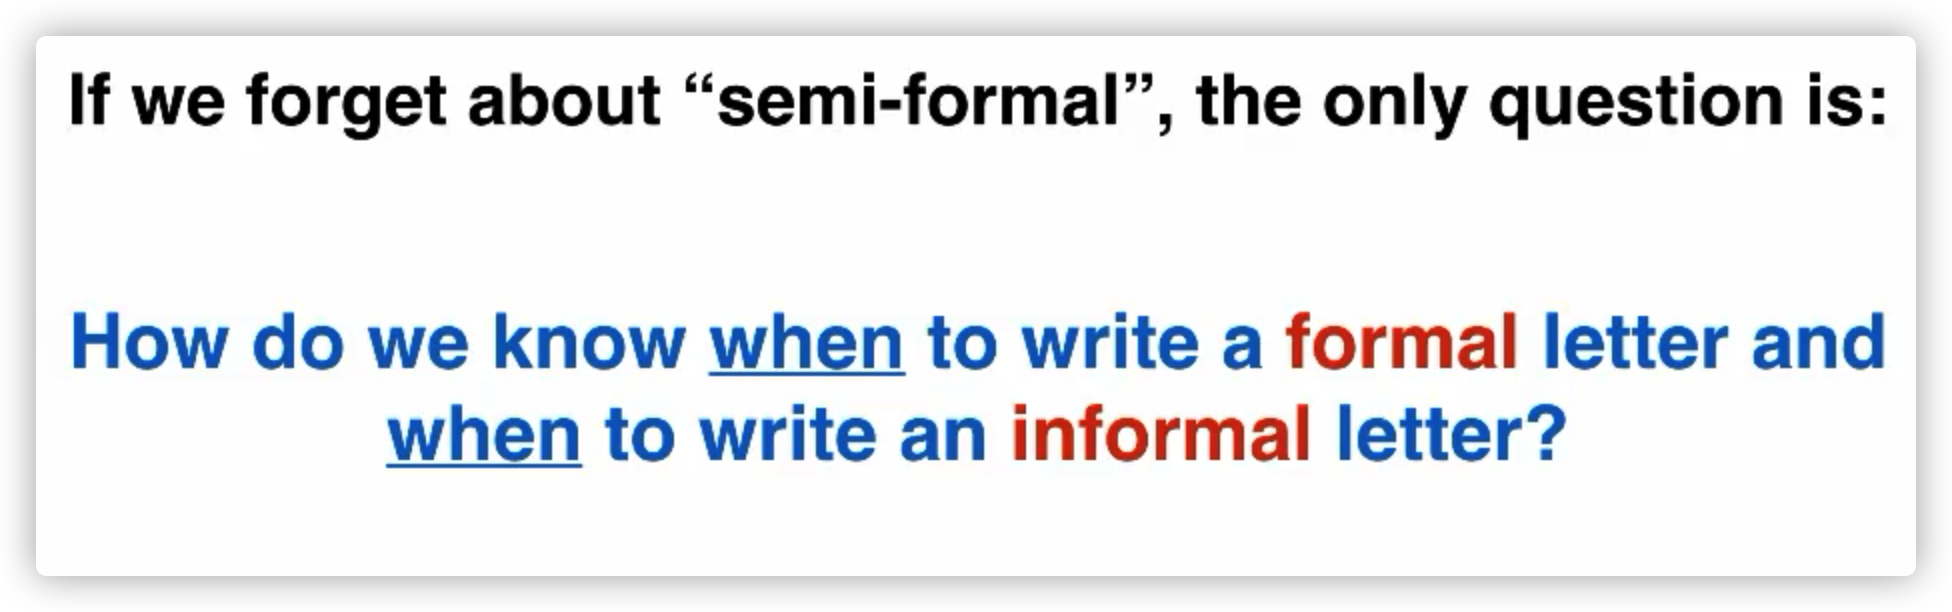 If we forget about “semi-formal”, the only question is:
How do we know when to write a formal letter and
when to write an informal letter?